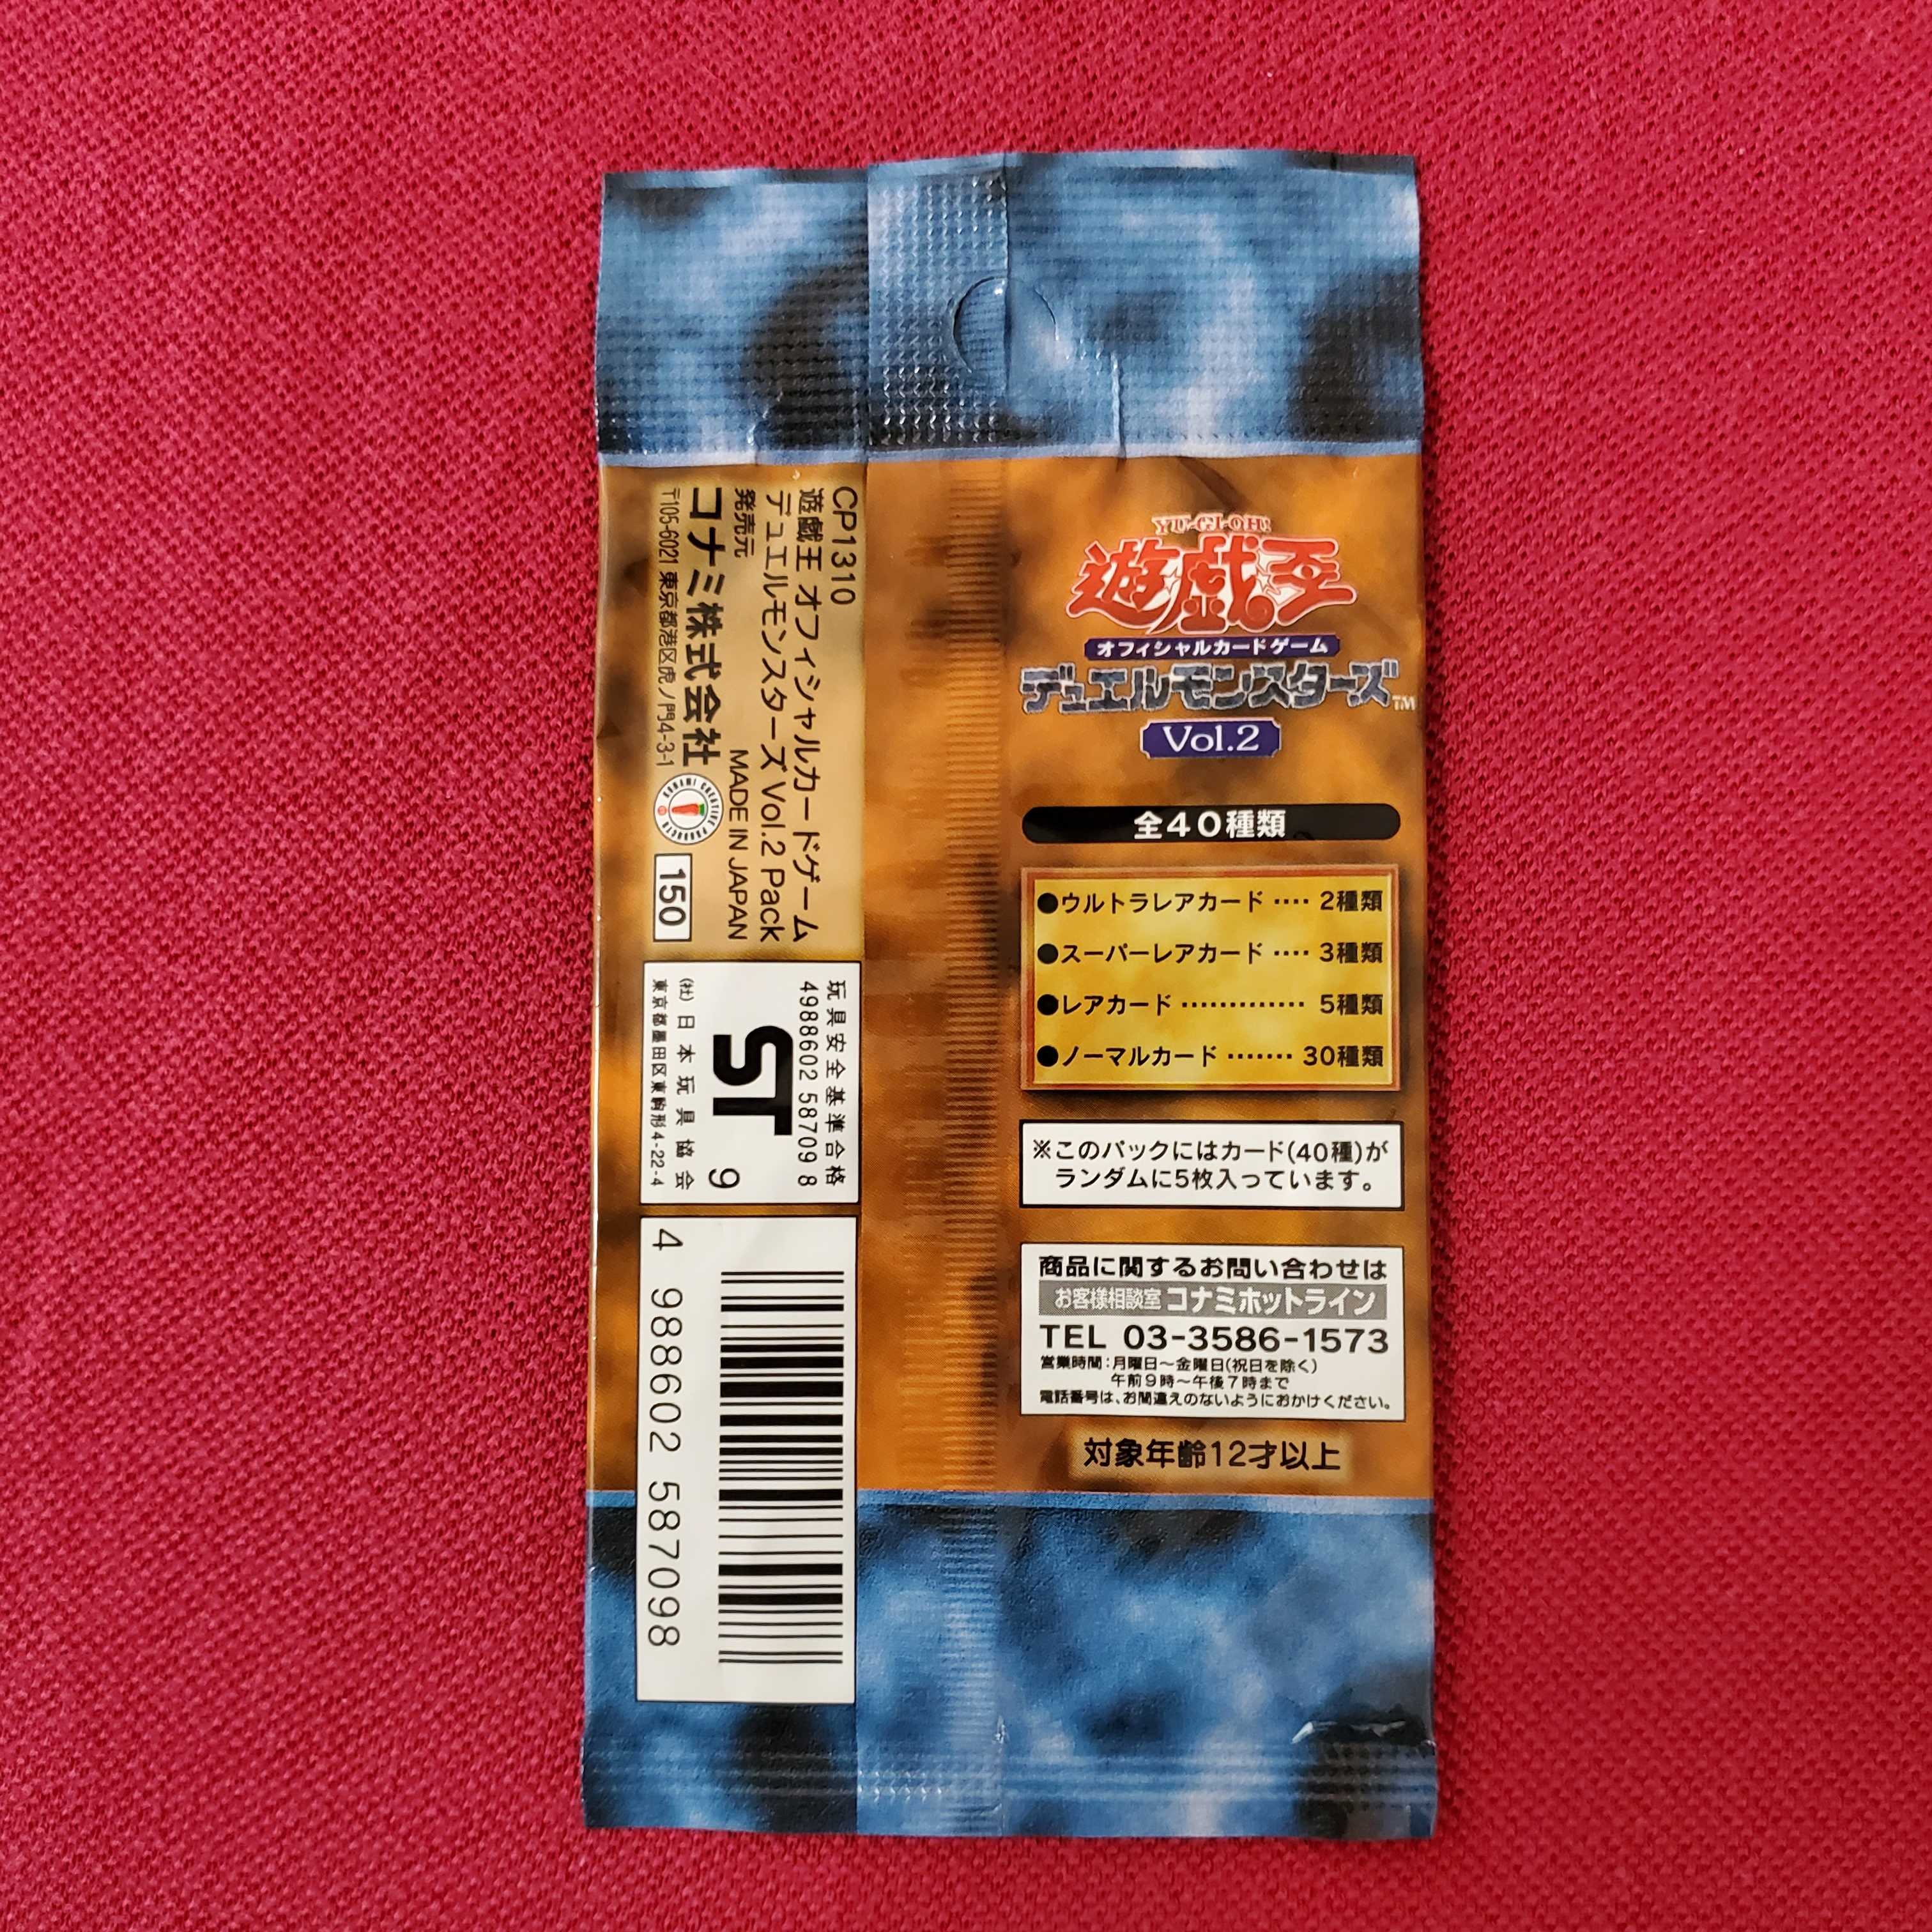 YU-GI-OH!
遊戯王
オフィシャルカードゲーム
デュエルモンスターズ™
Vol.2
全40種類
●ウルトラレアカード ···· 2種類
●スーパーレアカード ···· 3種類
●レアカード ············· 5種類
●ノーマルカード ······· 30種類
※このパックにはカード(40種)が
ランダムに5枚入っています。
商品に関するお問い合わせは
お客様相談室 コナミホットライン
TEL 03-3586-1573
営業時間:月曜日～金曜日(祝日を除く)
午前9時～午後7時まで
電話番号は、お間違えのないようにおかけください。
対象年齢12才以上
CP1310
遊戯王 オフィシャルカードゲーム
デュエルモンスターズ Vol.2 Pack
発売元 MADE IN JAPAN
コナミ株式会社
〒105-6021 東京都港区虎ノ門4-3-1
KONAMI CREATIVE PRODUCTS
150
玩具安全基準合格
4988602 58709 8
ST
9
(社)日本玩具協会
東京都墨田区東駒形4-22-4
4 988602 587098